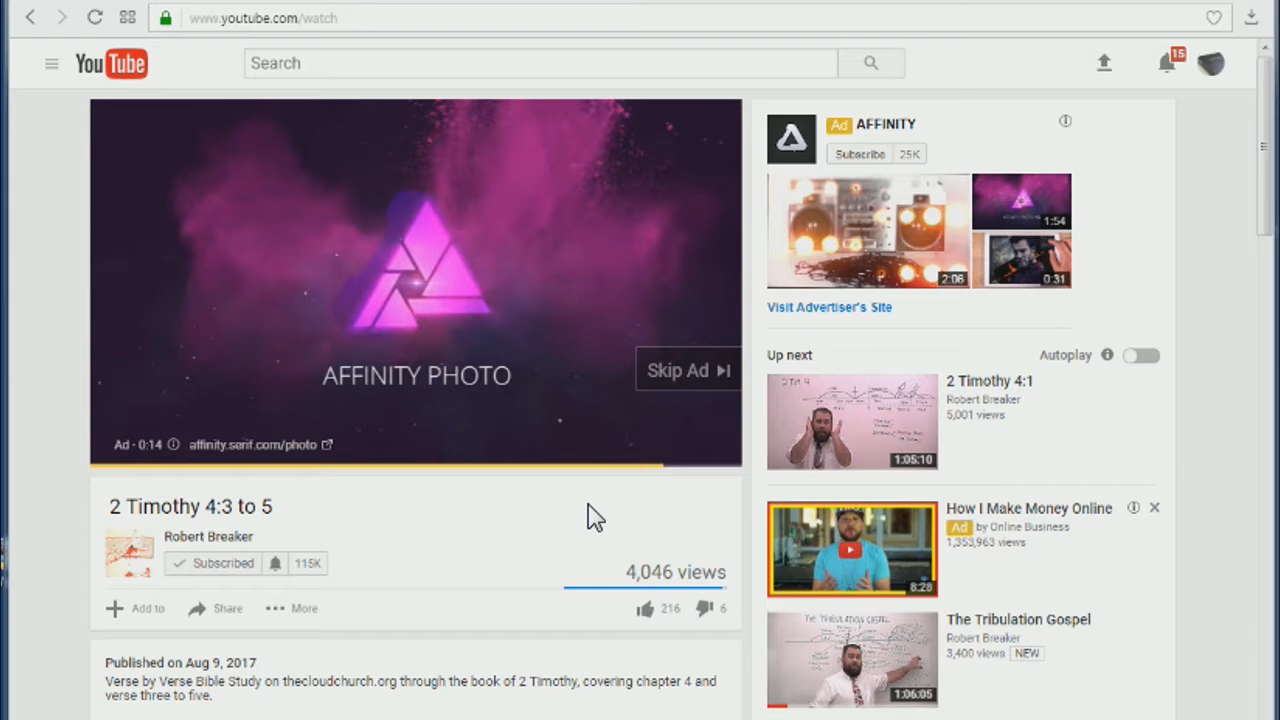 www.youtube.com/watch
YouTube
Search
15
AFFINITY PHOTO
Skip Ad
Ad · 0:14
affinity.serif.com/photo
Ad AFFINITY
Subscribe 25K
1:54
2:06
0:31
Visit Advertiser's Site
Up next
Autoplay
2 Timothy 4:1
Robert Breaker
5,001 views
1:05:10
How I Make Money Online
Ad by Online Business
1,353,963 views
8:28
The Tribulation Gospel
Robert Breaker
3,400 views NEW
1:06:05
2 Timothy 4:3 to 5
Robert Breaker
Subscribed 115K
4,046 views
Add to Share More 216 6
Published on Aug 9, 2017
Verse by Verse Bible Study on thecloudchurch.org through the book of 2 Timothy, covering chapter 4 and
verse three to five.